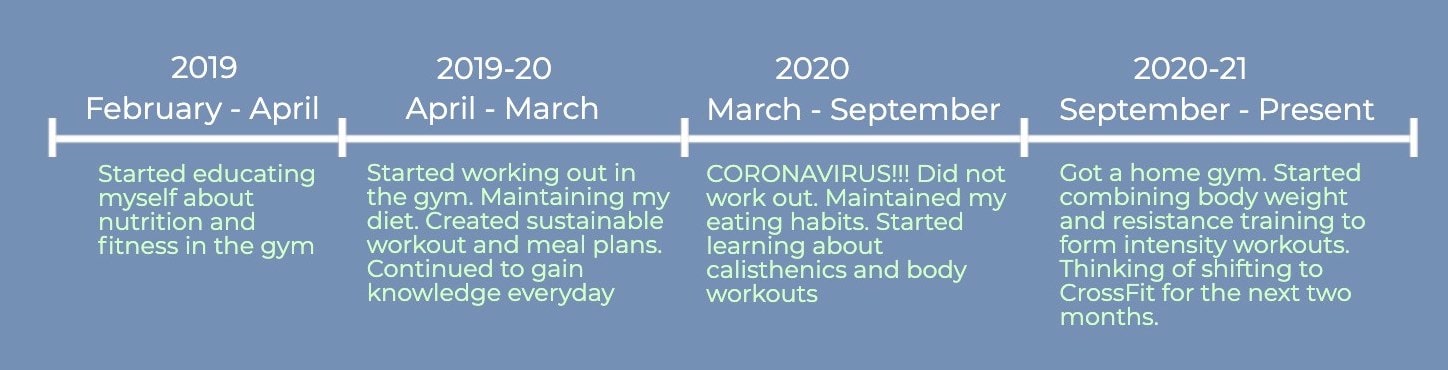 2019
February - April
Started educating
myself about
nutrition and
fitness in the gym
2019-20
April - March
Started working out in
the gym. Maintaining my
diet. Created sustainable
workout and meal plans.
Continued to gain
knowledge everyday
2020
March - September
CORONAVIRUS!!! Did not
work out. Maintained my
eating habits. Started
learning about
calisthenics and body
workouts
2020-21
September - Present
Got a home gym. Started
combining body weight
and resistance training to
form intensity workouts.
Thinking of shifting to
CrossFit for the next two
months.